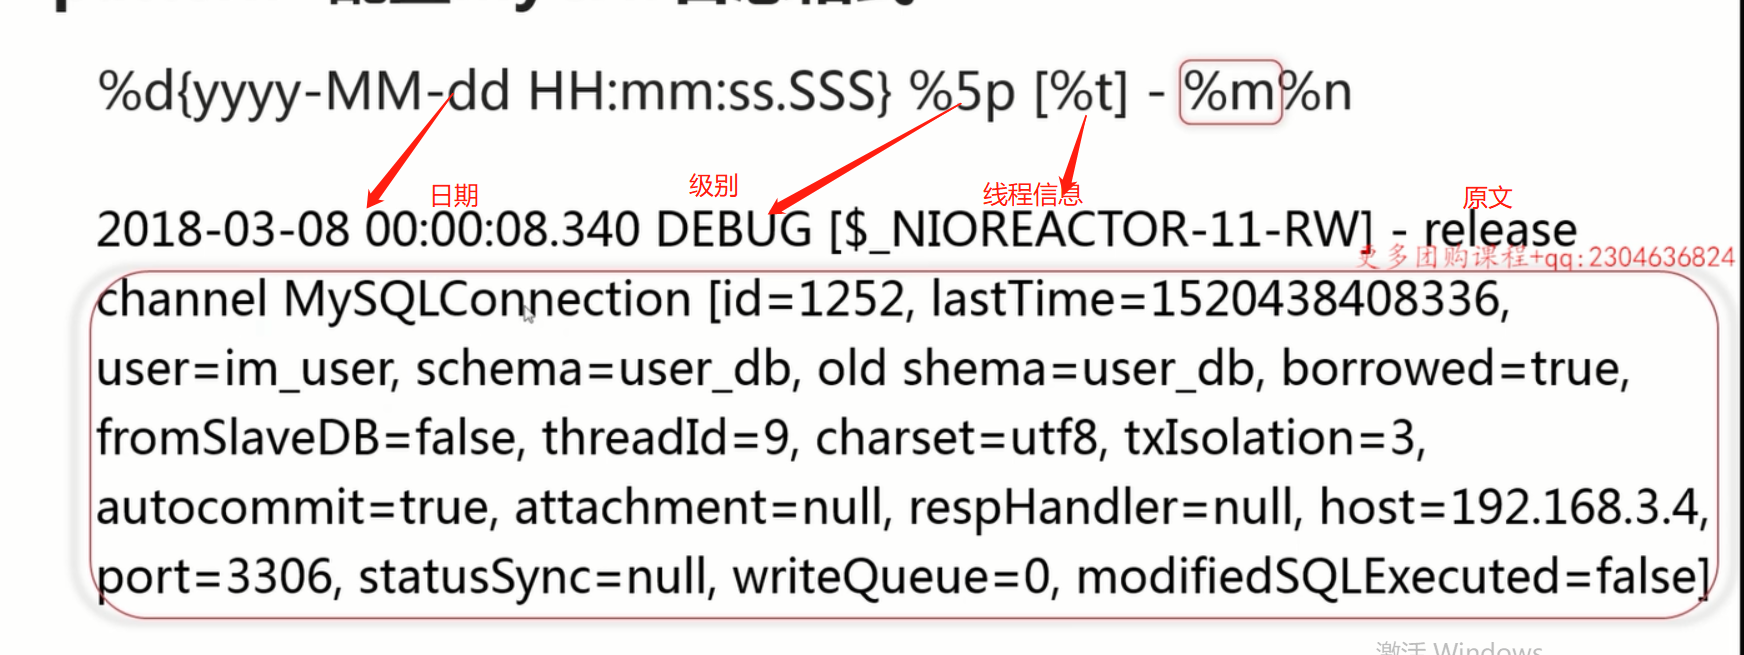 %d{yyyy-MM-dd HH:mm:ss.SSS} %5p [%t] - %m%n
日期 级别 线程信息 原文
2018-03-08 00:00:08.340 DEBUG [$_NIOREACTOR-11-RW] - release
更多团购课程+qq:2304636824
channel MySQLConnection [id=1252, lastTime=1520438408336,
user=im_user, schema=user_db, old shema=user_db, borrowed=true,
fromSlaveDB=false, threadId=9, charset=utf8, txIsolation=3,
autocommit=true, attachment=null, respHandler=null, host=192.168.3.4,
port=3306, statusSync=null, writeQueue=0, modifiedSQLExecuted=false]
激活 Windows